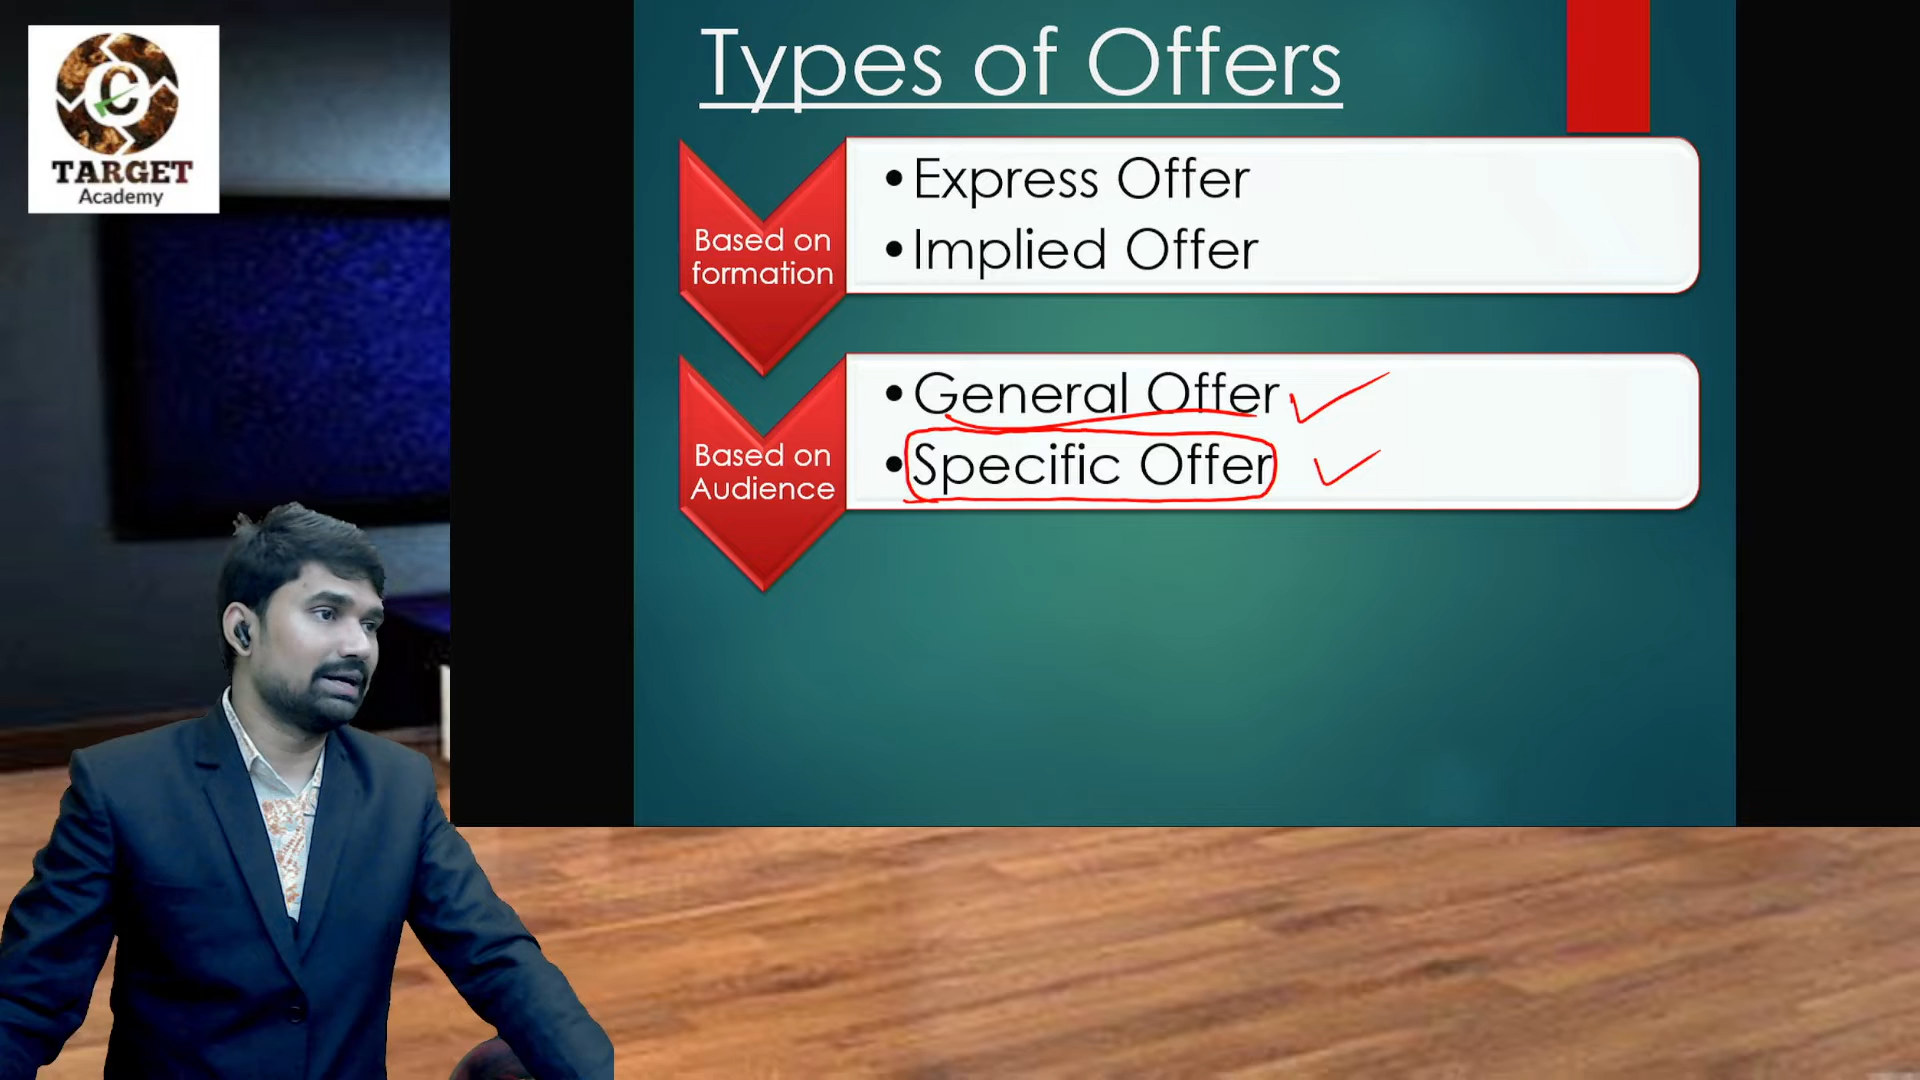 TARGET
Academy
Types of Offers
Based on
formation
•Express Offer
•Implied Offer
Based on
Audience
•General Offer
•Specific Offer